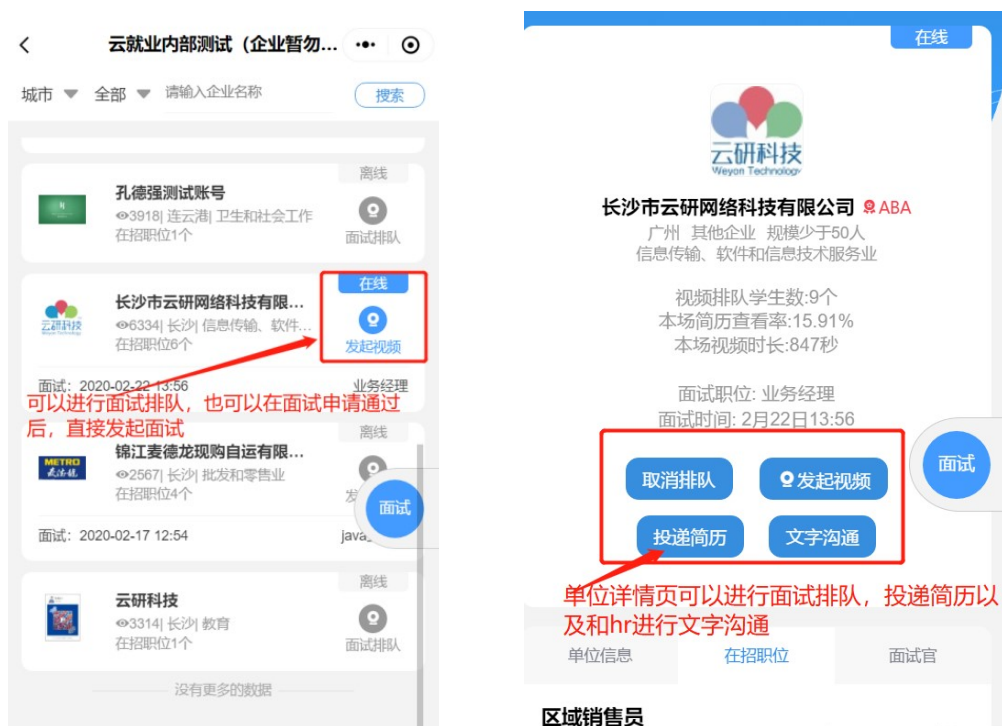 云就业内部测试（企业暂勿...
城市 全部 请输入企业名称 搜索
离线
孔德强测试账号
3918| 连云港| 卫生和社会工作
在招职位1个
面试排队
在线
长沙市云研网络科技有限...
云研科技
Weyon Technology
6334| 长沙| 信息传输、软件...
在招职位6个
发起视频
面试：2020-02-22 13:56 业务经理
可以进行面试排队，也可以在面试申请通过
后，直接发起面试
离线
锦江麦德龙现购自运有限...
METRO
麦德龙
2567| 长沙| 批发和零售业
在招职位4个
面试
面试：2020-02-17 12:54
离线
云研科技
3314| 长沙| 教育
在招职位1个
面试排队
没有更多的数据
在线
云研科技
Weyon Technology
长沙市云研网络科技有限公司 ABA
广州 其他企业 规模少于50人
信息传输、软件和信息技术服务业
视频排队学生数:9个
本场简历查看率:15.91%
本场视频时长:847秒
面试职位: 业务经理
面试时间: 2月22日13:56
取消排队 发起视频
面试
投递简历 文字沟通
单位详情页可以进行面试排队，投递简历以
及和hr进行文字沟通
单位信息 在招职位 面试官
区域销售员